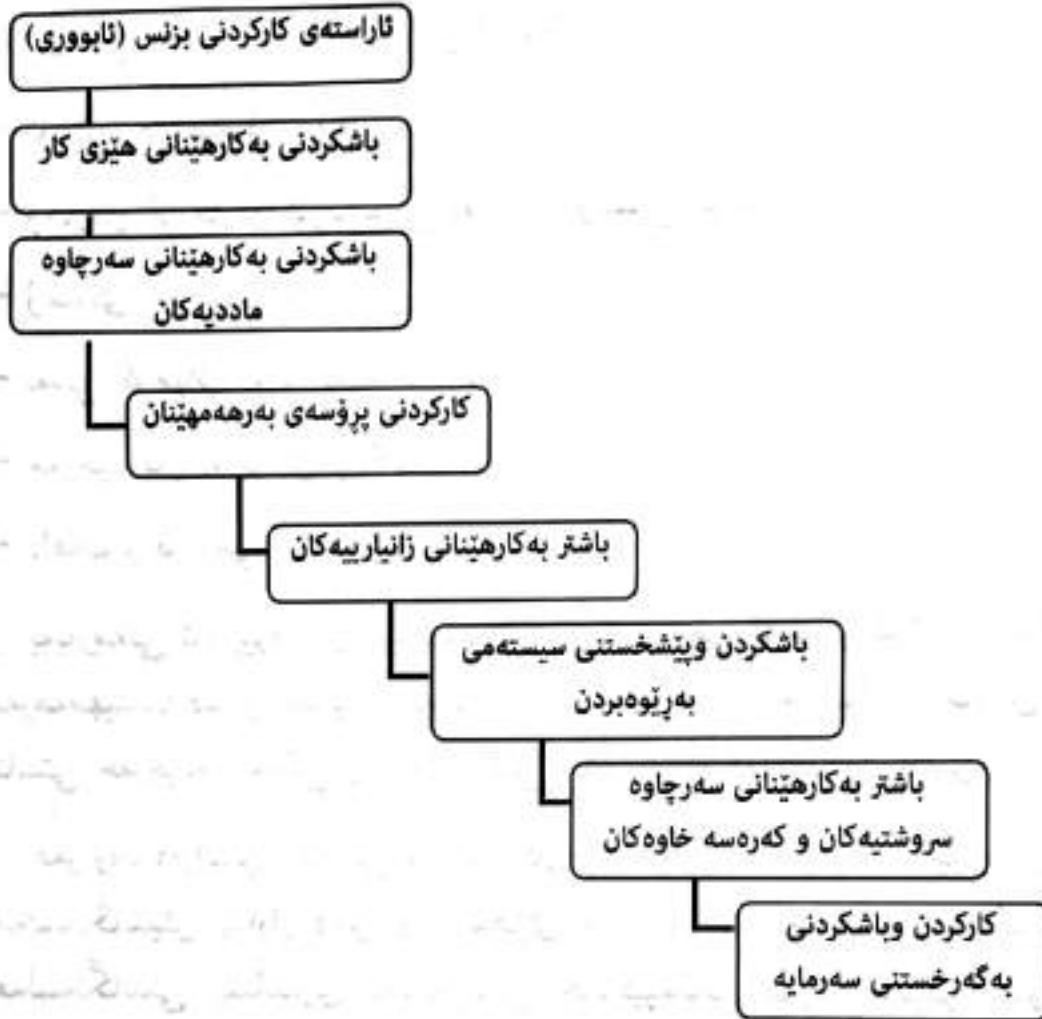 ئاراستەی کارکردنی بزنس (ئابووری)
باشکردنی بەکارهێنانی هێزی کار
باشکردنی بەکارهێنانی سەرچاوە
ماددیەکان
کارکردنی پرۆسەی بەرهەمهێنان
باشتر بەکارهێنانی زانیارییەکان
باشکردن وپێشخستنی سیستەمی
بەڕێوەبردن
باشتر بەکارهێنانی سەرچاوە
سروشتیەکان و کەرەسە خاوەکان
کارکردن وباشکردنی
بەگەرخستنی سەرمایە